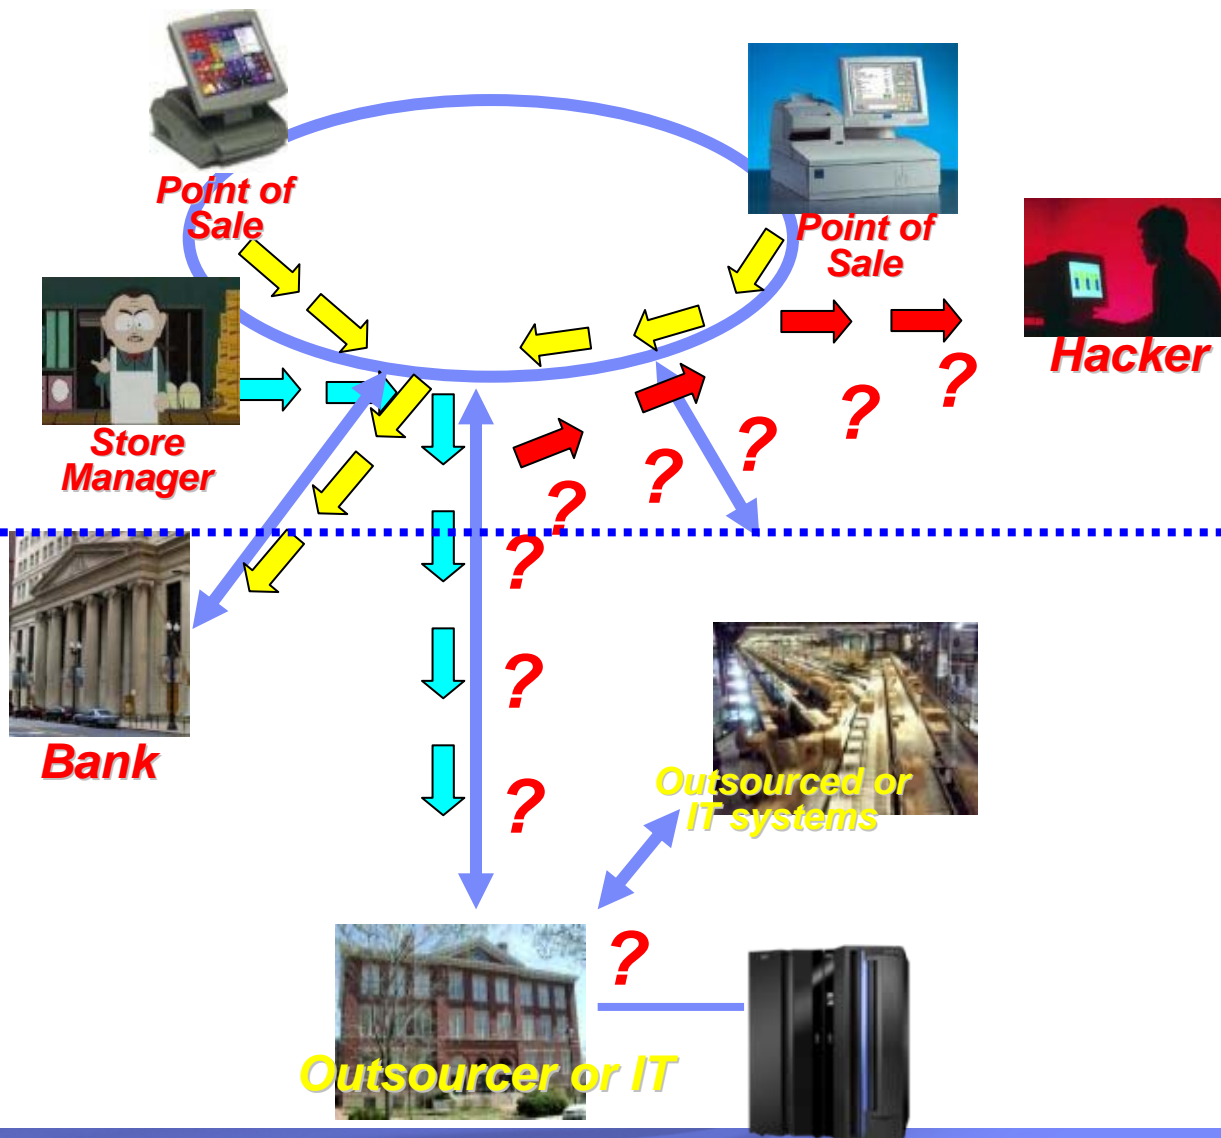 Point of
Sale
Point of
Sale
Hacker
?
?
?
?
?
Store
Manager
?
?
?
Bank
Outsourced or
IT systems
?
Outsourcer or IT